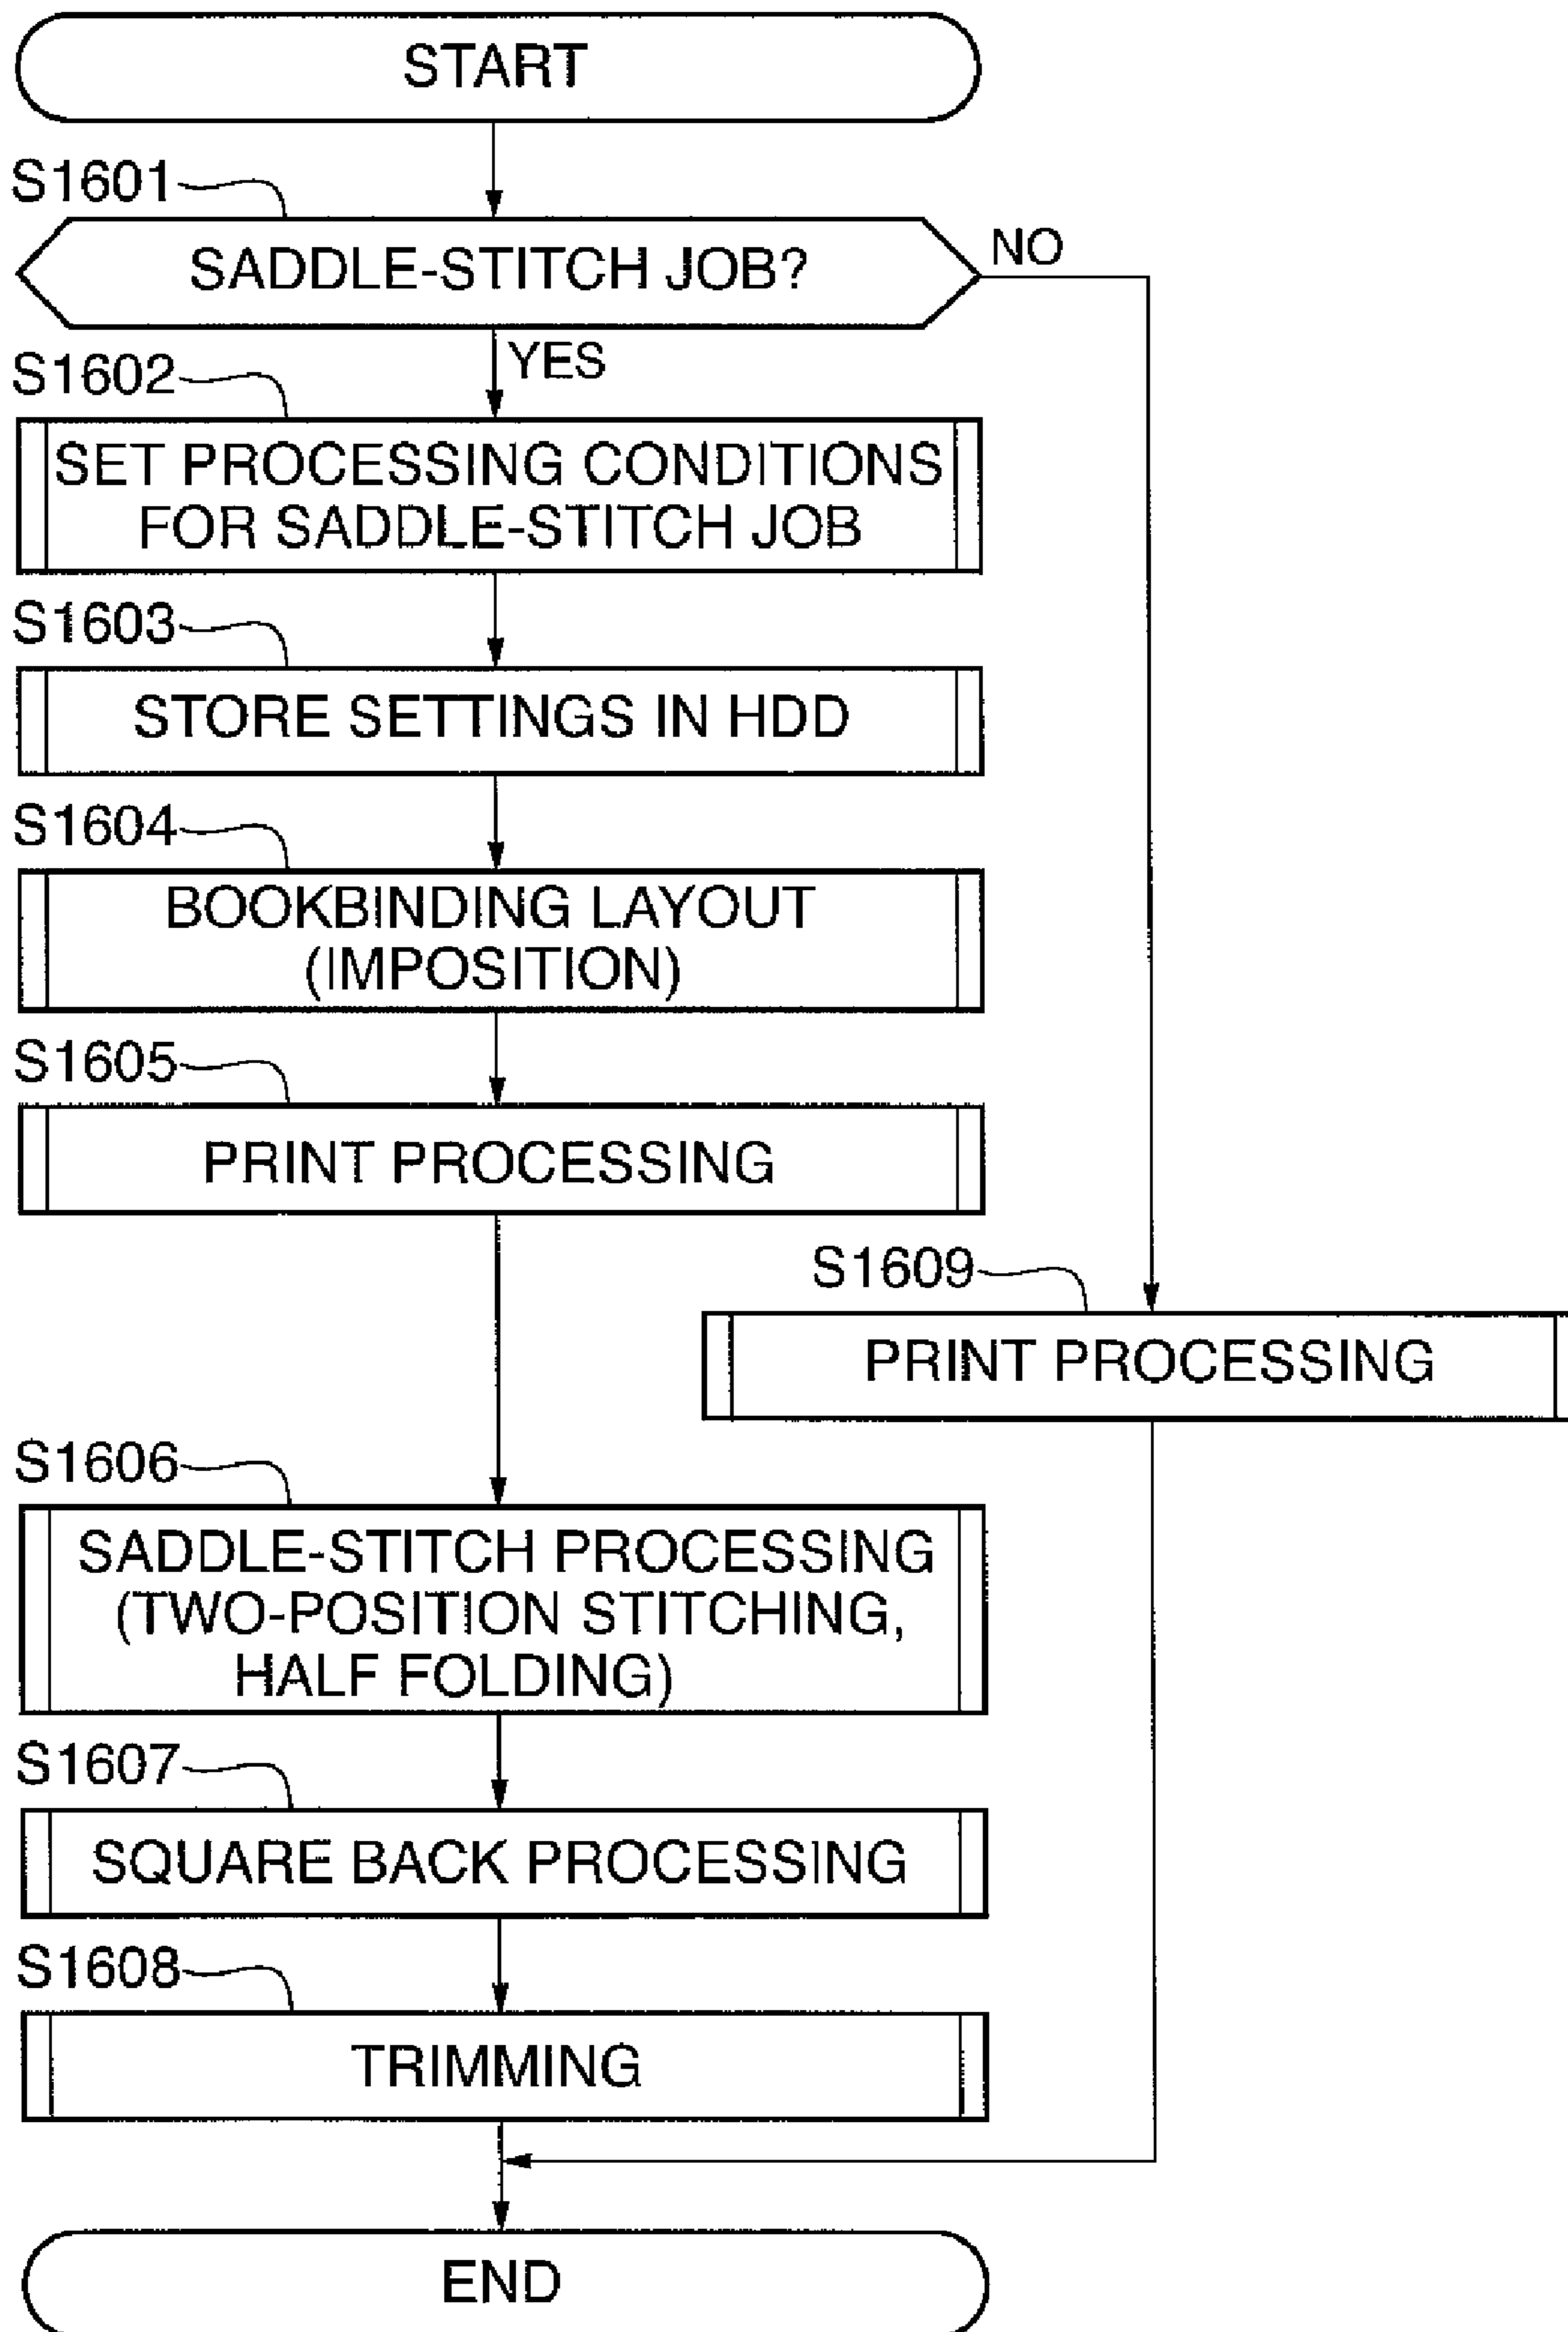 START
S1601
SADDLE-STITCH JOB?
NO
YES
S1602
SET PROCESSING CONDITIONS
FOR SADDLE-STITCH JOB
S1603
STORE SETTINGS IN HDD
S1604
BOOKBINDING LAYOUT
(IMPOSITION)
S1605
PRINT PROCESSING
S1609
PRINT PROCESSING
S1606
SADDLE-STITCH PROCESSING
(TWO-POSITION STITCHING,
HALF FOLDING)
S1607
SQUARE BACK PROCESSING
S1608
TRIMMING
END